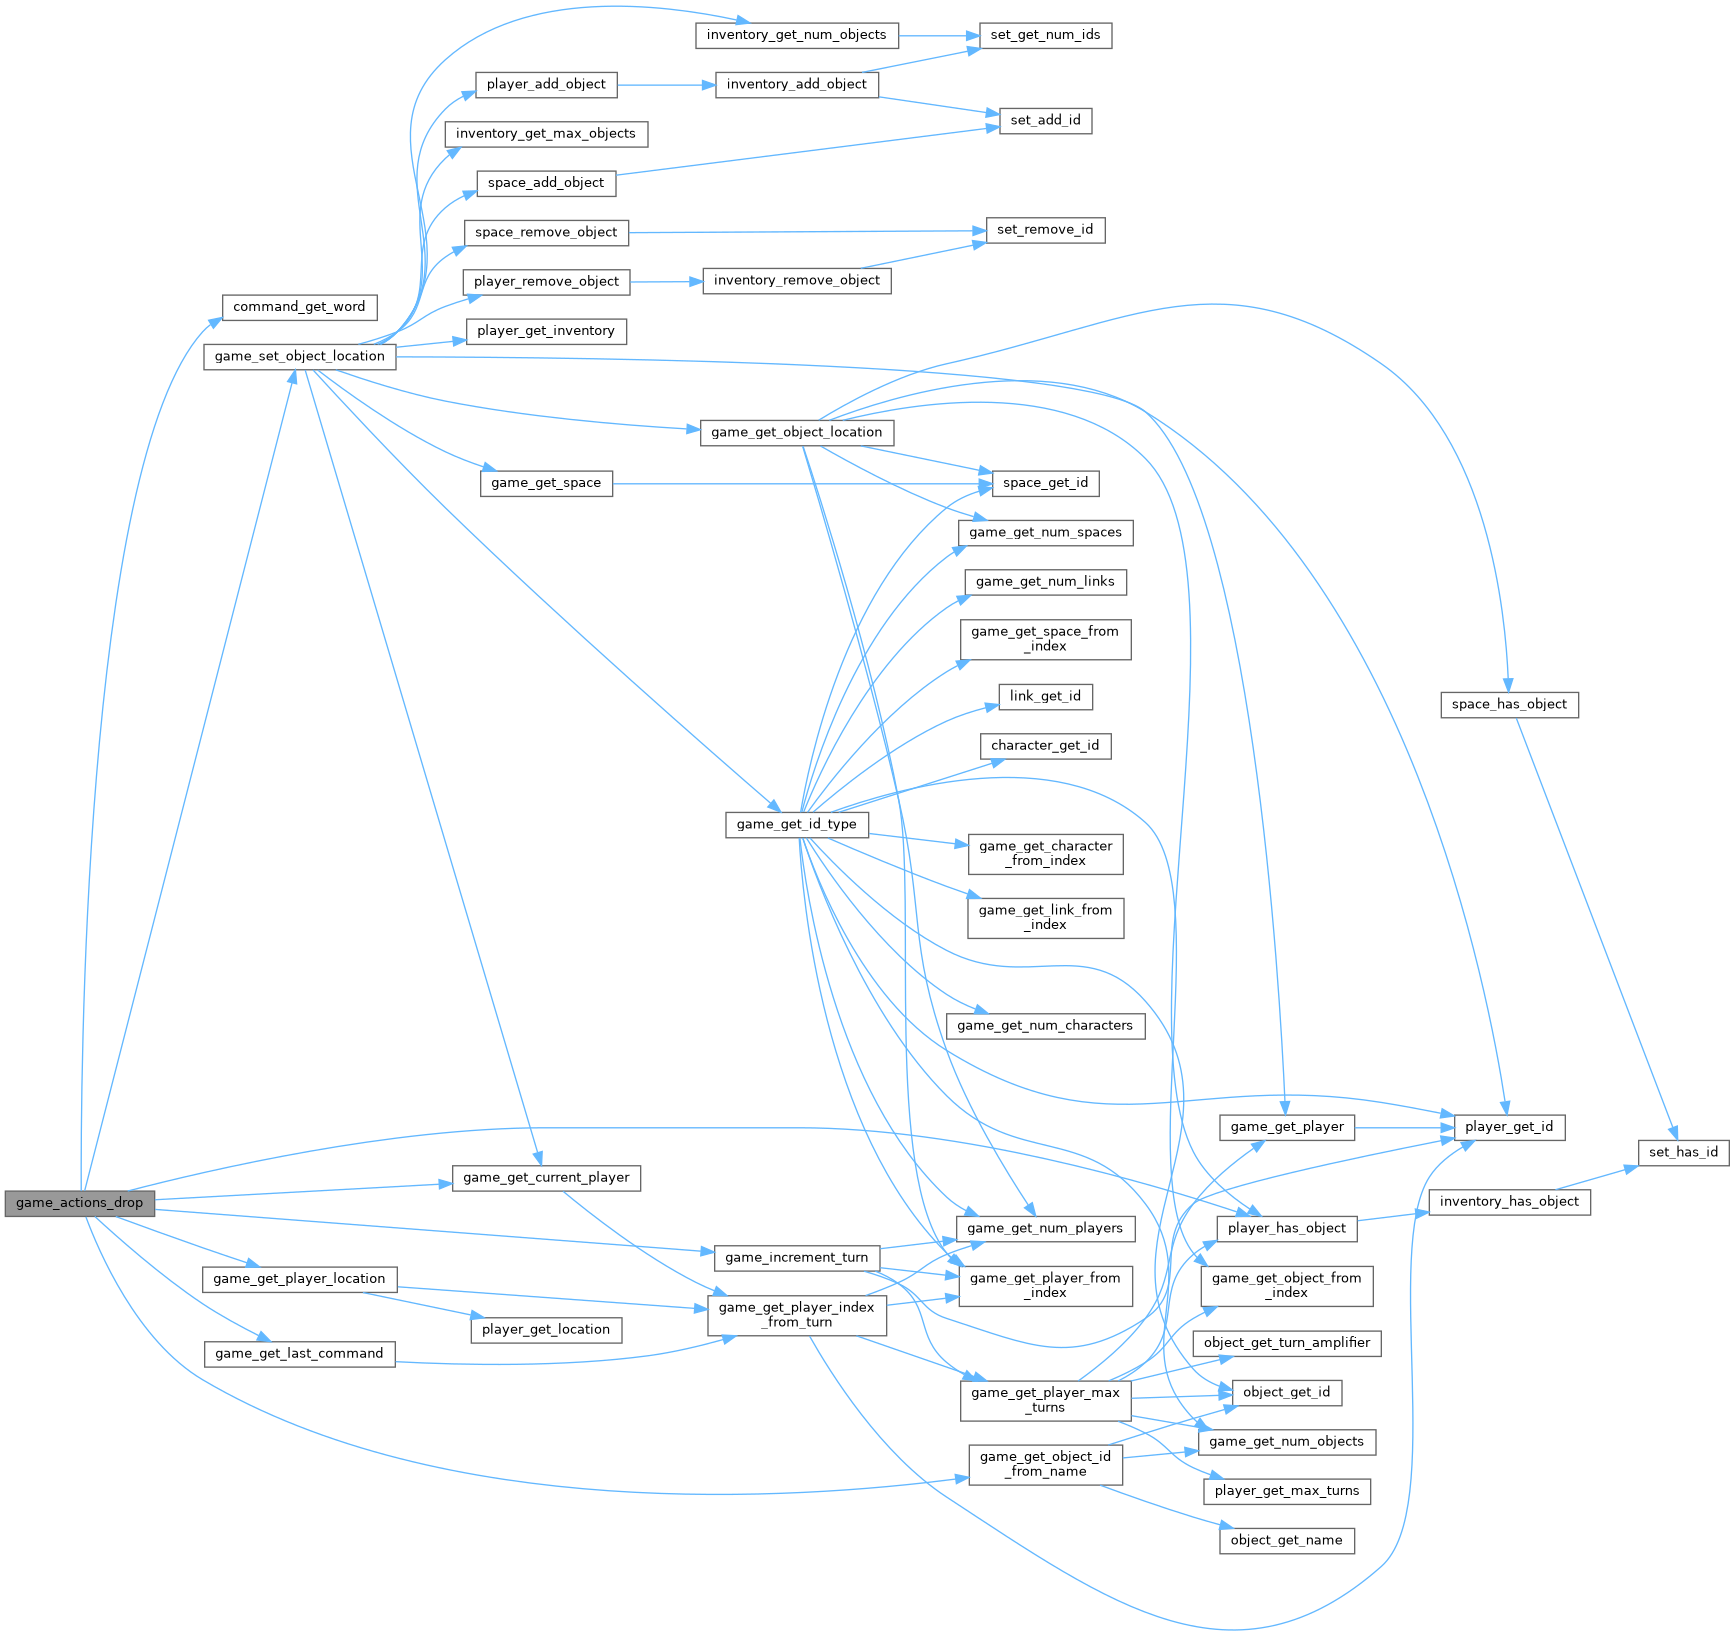 inventory_get_num_objects
set_get_num_ids
player_add_object
inventory_add_object
set_add_id
inventory_get_max_objects
space_add_object
space_remove_object
set_remove_id
player_remove_object
inventory_remove_object
command_get_word
player_get_inventory
game_set_object_location
game_get_object_location
game_get_space
space_get_id
game_get_num_spaces
game_get_num_links
game_get_space_from
_index
link_get_id
space_has_object
character_get_id
game_get_id_type
game_get_character
_from_index
game_get_link_from
_index
game_get_num_characters
game_get_player
player_get_id
set_has_id
game_get_current_player
game_actions_drop
inventory_has_object
game_get_num_players
player_has_object
game_increment_turn
game_get_player_location
game_get_player_from
_index
game_get_object_from
_index
game_get_player_index
_from_turn
player_get_location
object_get_turn_amplifier
game_get_last_command
game_get_player_max
_turns
object_get_id
game_get_num_objects
game_get_object_id
_from_name
player_get_max_turns
object_get_name